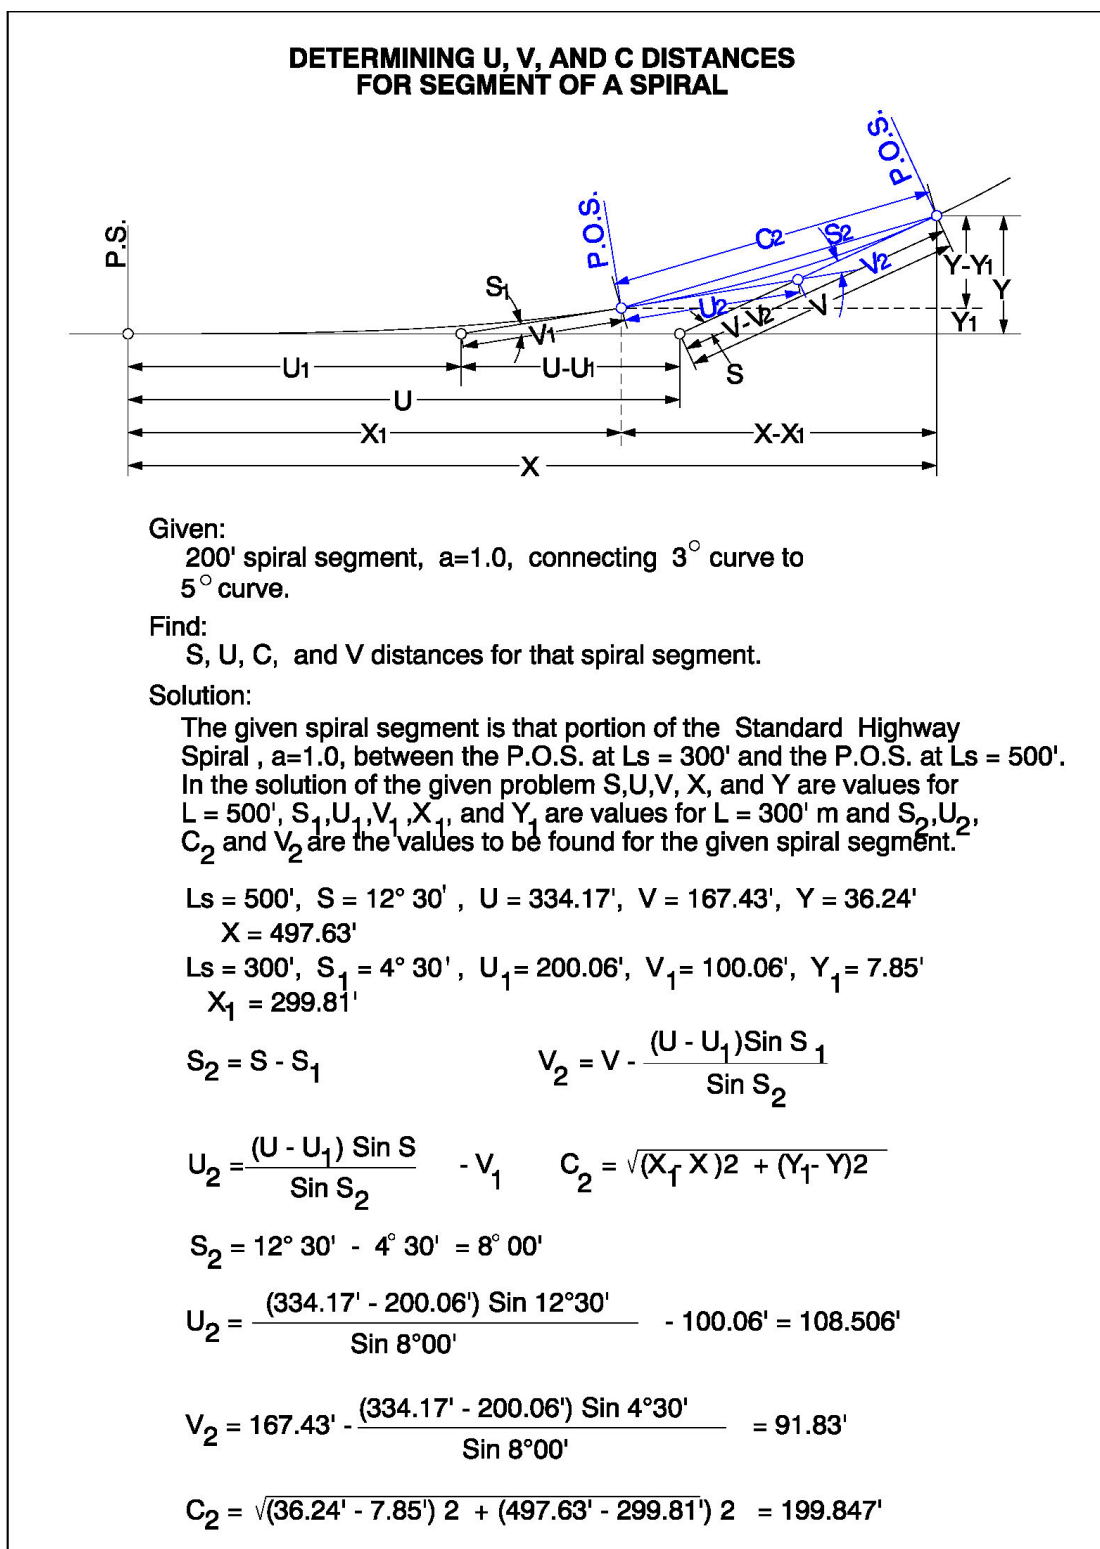 DETERMINING U, V, AND C DISTANCES
FOR SEGMENT OF A SPIRAL
P.S.
P.O.S.
P.O.S.
C2
S2
V2
U2
S1
V1
V-V2
V
S
Y-Y1
Y
Y1
U1
U-U1
U
X1
X-X1
X
Given:
200' spiral segment, a=1.0, connecting 3° curve to
5° curve.
Find:
S, U, C, and V distances for that spiral segment.
Solution:
The given spiral segment is that portion of the Standard Highway
Spiral , a=1.0, between the P.O.S. at Ls = 300' and the P.O.S. at Ls = 500'.
In the solution of the given problem S,U,V, X, and Y are values for
L = 500', S1,U1,V1 ,X1, and Y1 are values for L = 300' m and S2,U2,
C2 and V2 are the values to be found for the given spiral segment.
Ls = 500', S = 12° 30' , U = 334.17', V = 167.43', Y = 36.24'
X = 497.63'
Ls = 300', S1 = 4° 30' , U1 = 200.06', V1 = 100.06', Y1 = 7.85'
X1 = 299.81'
S2 = S - S1
V2 = V - (U - U1)Sin S1
Sin S2
U2 = (U - U1) Sin S - V1
Sin S2
C2 = √(X1- X )2 + (Y1- Y)2
S2 = 12° 30' - 4° 30' = 8° 00'
U2 = (334.17' - 200.06') Sin 12°30' - 100.06' = 108.506'
Sin 8°00'
V2 = 167.43' - (334.17' - 200.06') Sin 4°30' = 91.83'
Sin 8°00'
C2 = √(36.24' - 7.85') 2 + (497.63' - 299.81') 2 = 199.847'